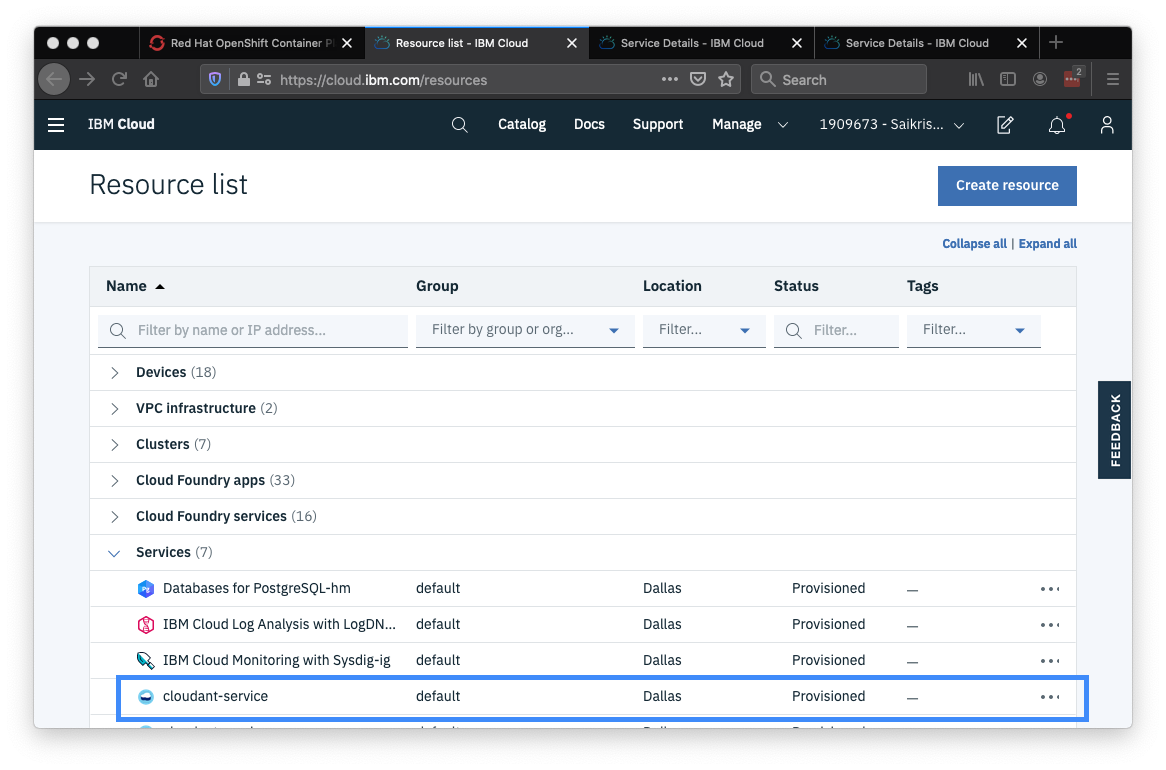 Red Hat OpenShift Container P
Resource list - IBM Cloud
Service Details - IBM Cloud
Service Details - IBM Cloud
https://cloud.ibm.com/resources
Search
2
IBM Cloud
Catalog
Docs
Support
Manage
1909673 - Saikris...
Resource list
Create resource
Collapse all | Expand all
Name
Group
Location
Status
Tags
Filter by name or IP address...
Filter by group or org...
Filter...
Filter...
Filter...
Devices (18)
VPC infrastructure (2)
Clusters (7)
Cloud Foundry apps (33)
Cloud Foundry services (16)
Services (7)
Databases for PostgreSQL-hm default Dallas Provisioned —
IBM Cloud Log Analysis with LogDN... default Dallas Provisioned —
IBM Cloud Monitoring with Sysdig-ig default Dallas Provisioned —
cloudant-service default Dallas Provisioned —
FEEDBACK